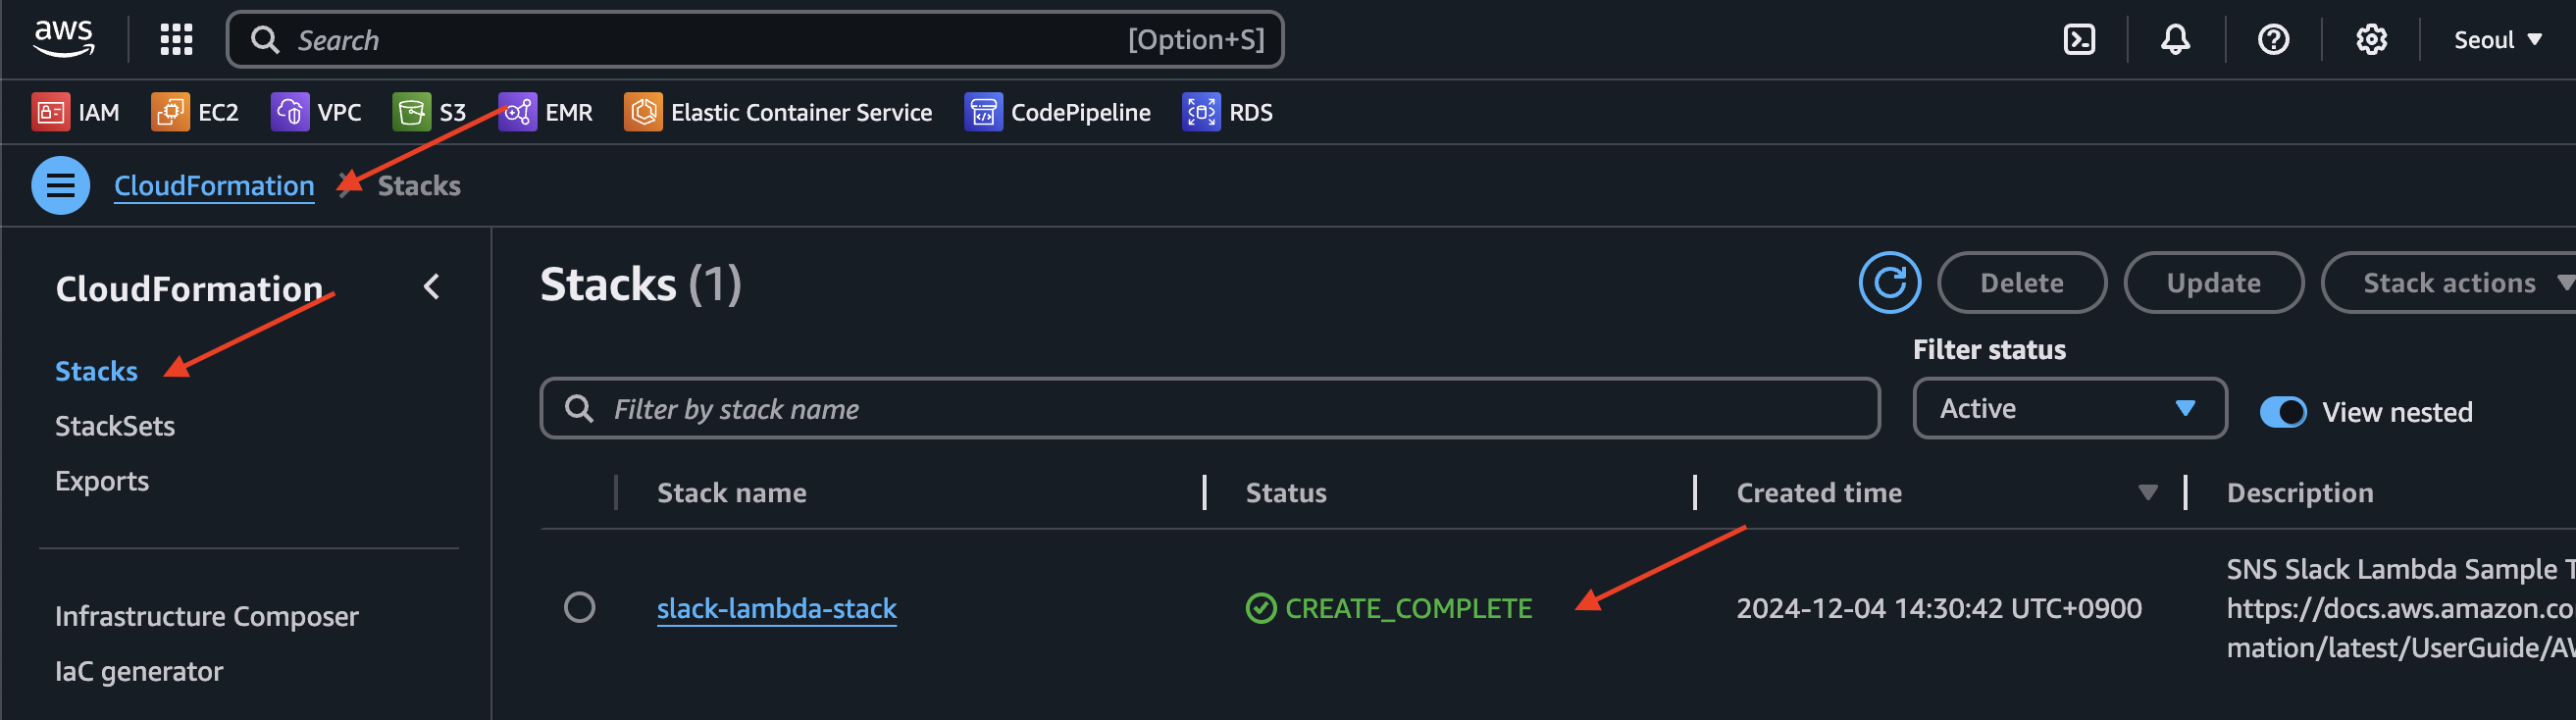 aws
Search [Option+S]
Seoul
IAM EC2 VPC S3 EMR Elastic Container Service CodePipeline RDS
CloudFormation Stacks
CloudFormation
Stacks
StackSets
Exports
Infrastructure Composer
IaC generator
Stacks (1)
Delete Update Stack actions
Filter status
Filter by stack name
Active
View nested
Stack name Status Created time Description
slack-lambda-stack CREATE_COMPLETE 2024-12-04 14:30:42 UTC+0900
SNS Slack Lambda Sample T
https://docs.aws.amazon.co
mation/latest/UserGuide/AW